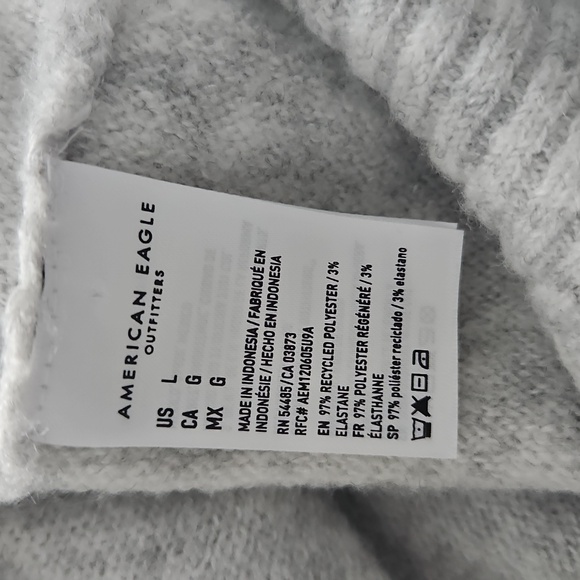 AMERICAN EAGLE
OUTFITTERS
US L
CA G
MX G
MADE IN INDONESIA / FABRIQUÉ EN
INDONÉSIE / HECHO EN INDONESIA
RN 54485 / CA 03873
RFC# AEM120605U9A
EN 97% RECYCLED POLYESTER / 3%
ELASTANE
FR 97% POLYESTER RÉGÉNÉRÉ / 3%
ÉLASTHANNE
SP 97% poliéster reciclado / 3% elastano